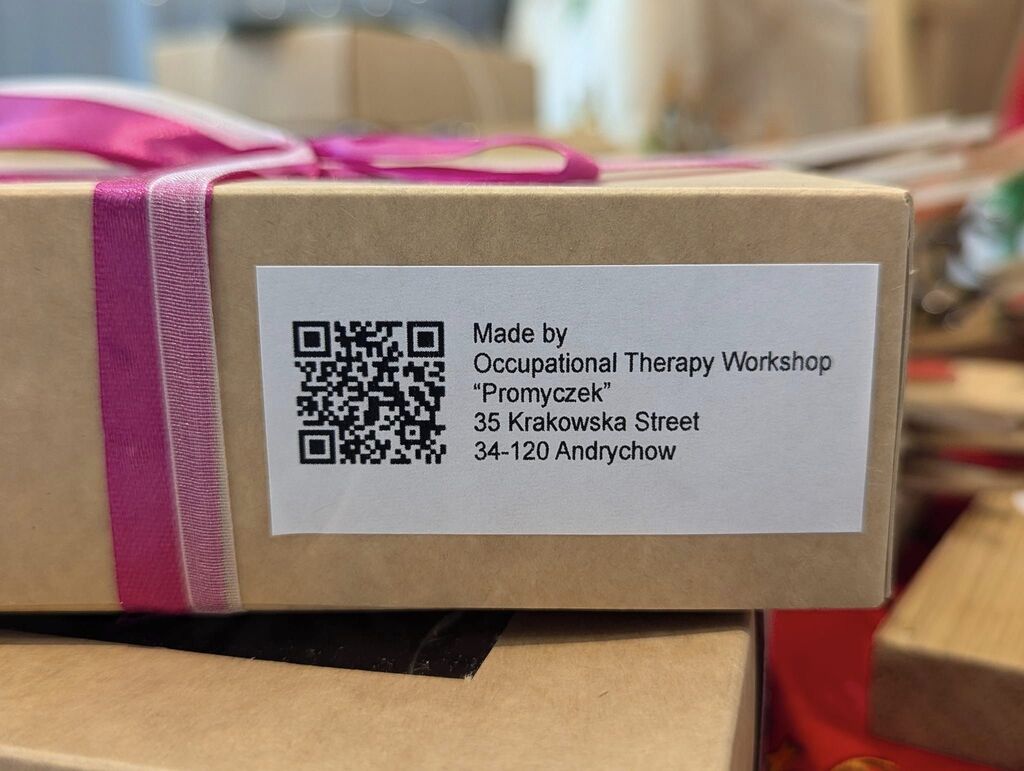 Made by
Occupational Therapy Workshop
“Promyczek”
35 Krakowska Street
34-120 Andrychow